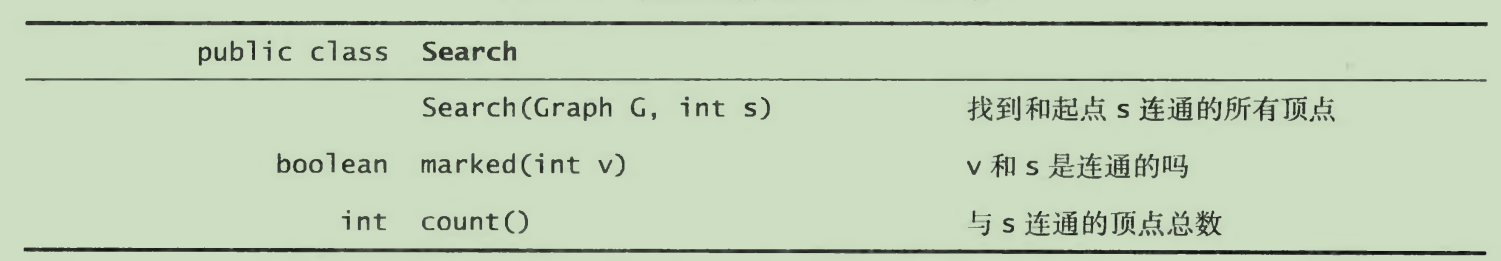 public class Search
Search(Graph G, int s) 找到和起点 s 连通的所有顶点
boolean marked(int v) v 和 s 是连通的吗
int count() 与 s 连通的顶点总数